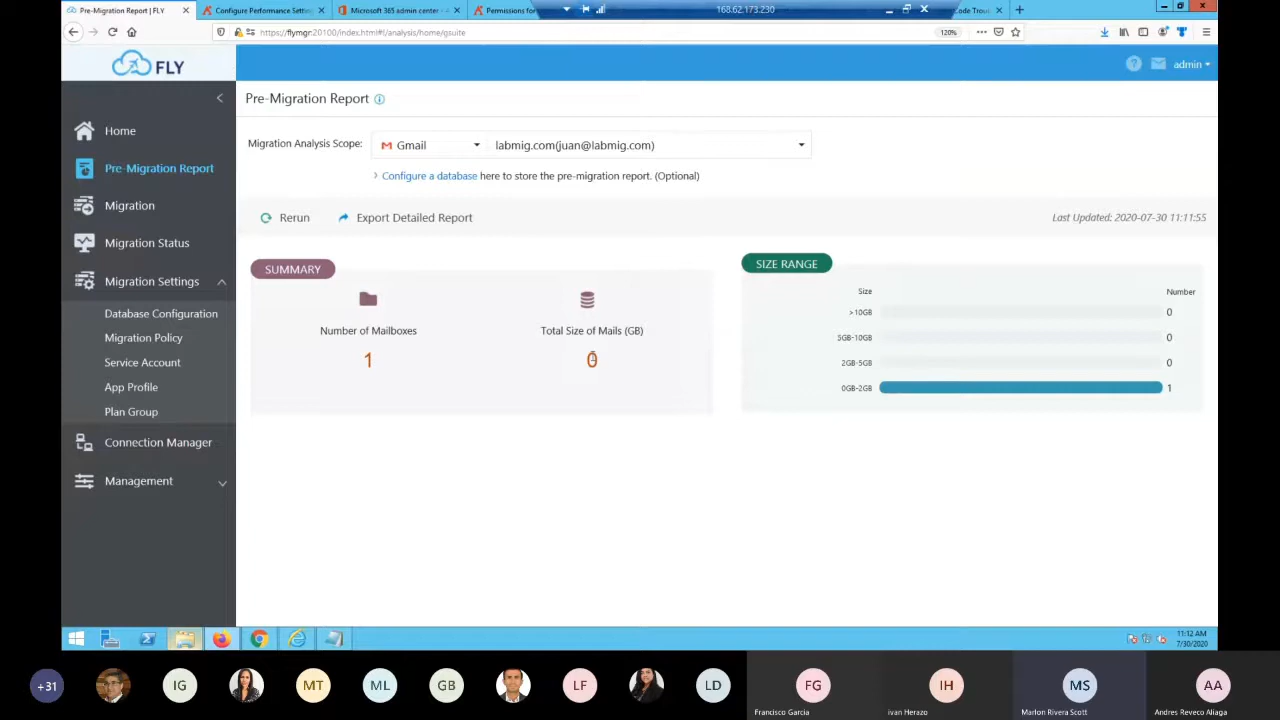 Pre-Migration Report | FLY
Configure Performance Settin
Microsoft 365 admin center - A
Permissions for
168.62.173.230
ode Trou
https://flymgr:20100/index.html#!/analysis/home/gsuite
120%
FLY
admin
Home
Pre-Migration Report
Migration
Migration Status
Migration Settings
Database Configuration
Migration Policy
Service Account
App Profile
Plan Group
Connection Manager
Management
Pre-Migration Report
Migration Analysis Scope:
Gmail
labmig.com(juan@labmig.com)
Configure a database here to store the pre-migration report. (Optional)
Rerun
Export Detailed Report
Last Updated: 2020-07-30 11:11:55
SUMMARY
Number of Mailboxes
1
Total Size of Mails (GB)
0
SIZE RANGE
Size
Number
>10GB
0
5GB-10GB
0
2GB-5GB
0
0GB-2GB
1
11:12 AM
7/30/2020
+31
IG
MT
ML
GB
LF
LD
FG
Francisco Garcia
IH
ivan Herazo
MS
Marlon Rivera Scott
AA
Andres Reveco Aliaga